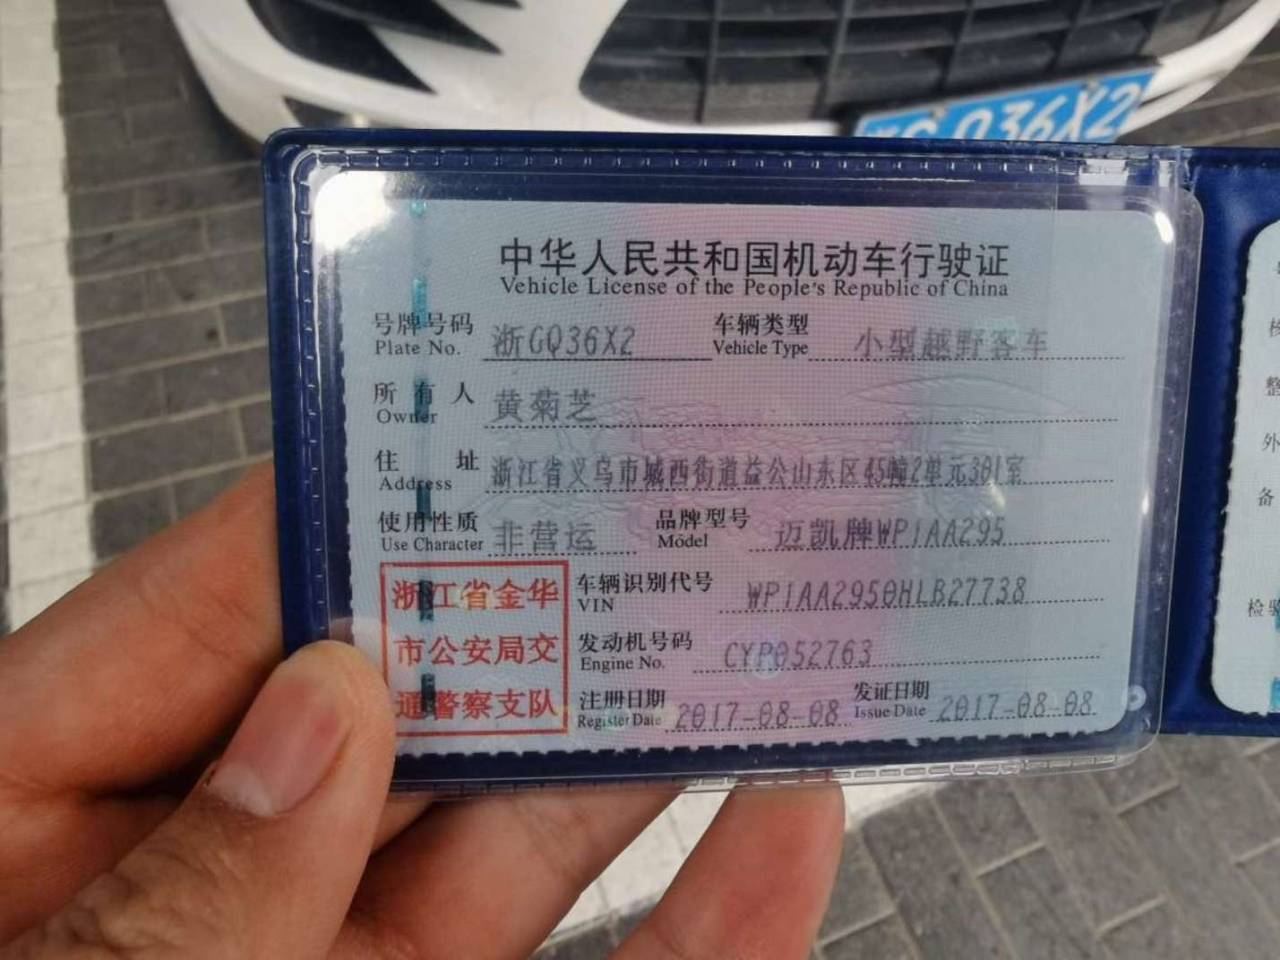 Q36X2
中华人民共和国机动车行驶证
Vehicle License of the People's Republic of China
号牌号码 浙GQ36X2 车辆类型 小型越野客车
Plate No. Vehicle Type
所有人 黄菊芝
Owner
住址 浙江省义乌市城西街道益公山东区45幢2单元301室
Address
使用性质 非营运 品牌型号 迈凯牌WP1AA295
Use Character Model
浙江省金华
市公安局交
通警察支队
车辆识别代号 WP1AA2950HLB27738
VIN
发动机号码 CYP052763
Engine No.
注册日期 2017-08-08 发证日期 2017-08-08
Register Date Issue Date
整
外
备
检验